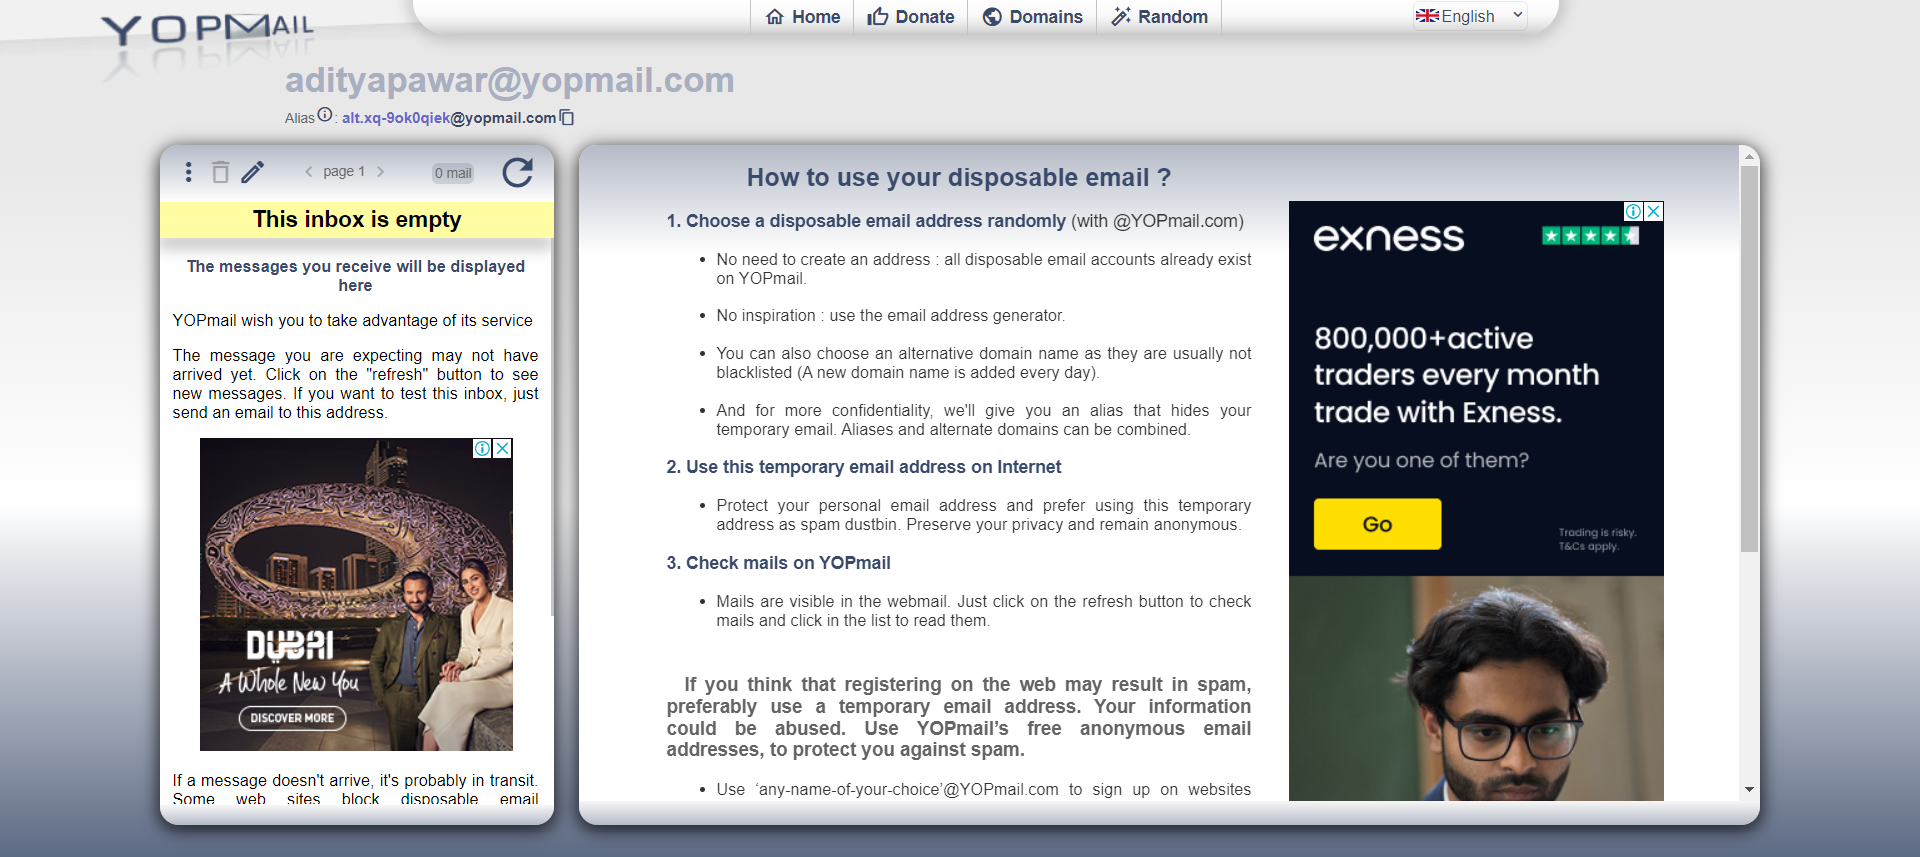 YOPMAIL
Home
Donate
Domains
Random
English
adityapawar@yopmail.com
Alias : alt.xq-9ok0qiek@yopmail.com
page 1
0 mail
This inbox is empty
The messages you receive will be displayed
here
YOPmail wish you to take advantage of its service
The message you are expecting may not have
arrived yet. Click on the "refresh" button to see
new messages. If you want to test this inbox, just
send an email to this address.
DUBAI
A Whole New You
DISCOVER MORE
If a message doesn't arrive, it's probably in transit.
Some web sites block disposable email
How to use your disposable email ?
1. Choose a disposable email address randomly (with @YOPmail.com)
• No need to create an address : all disposable email accounts already exist
on YOPmail.
• No inspiration : use the email address generator.
• You can also choose an alternative domain name as they are usually not
blacklisted (A new domain name is added every day).
• And for more confidentiality, we'll give you an alias that hides your
temporary email. Aliases and alternate domains can be combined.
2. Use this temporary email address on Internet
• Protect your personal email address and prefer using this temporary
address as spam dustbin. Preserve your privacy and remain anonymous.
3. Check mails on YOPmail
• Mails are visible in the webmail. Just click on the refresh button to check
mails and click in the list to read them.
If you think that registering on the web may result in spam,
preferably use a temporary email address. Your information
could be abused. Use YOPmail’s free anonymous email
addresses, to protect you against spam.
• Use ‘any-name-of-your-choice’@YOPmail.com to sign up on websites
exness
800,000+active
traders every month
trade with Exness.
Are you one of them?
Go
Trading is risky.
T&Cs apply.